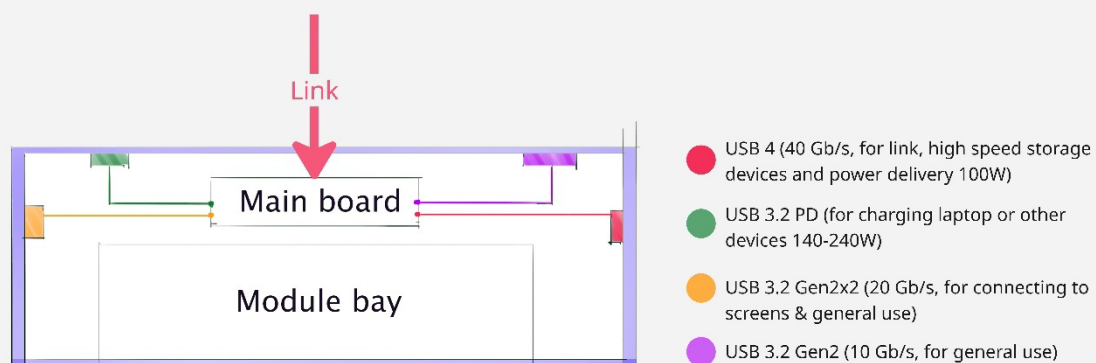 Link
Main board
Module bay
USB 4 (40 Gb/s, for link, high speed storage
devices and power delivery 100W)
USB 3.2 PD (for charging laptop or other
devices 140-240W)
USB 3.2 Gen2x2 (20 Gb/s, for connecting to
screens & general use)
USB 3.2 Gen2 (10 Gb/s, for general use)